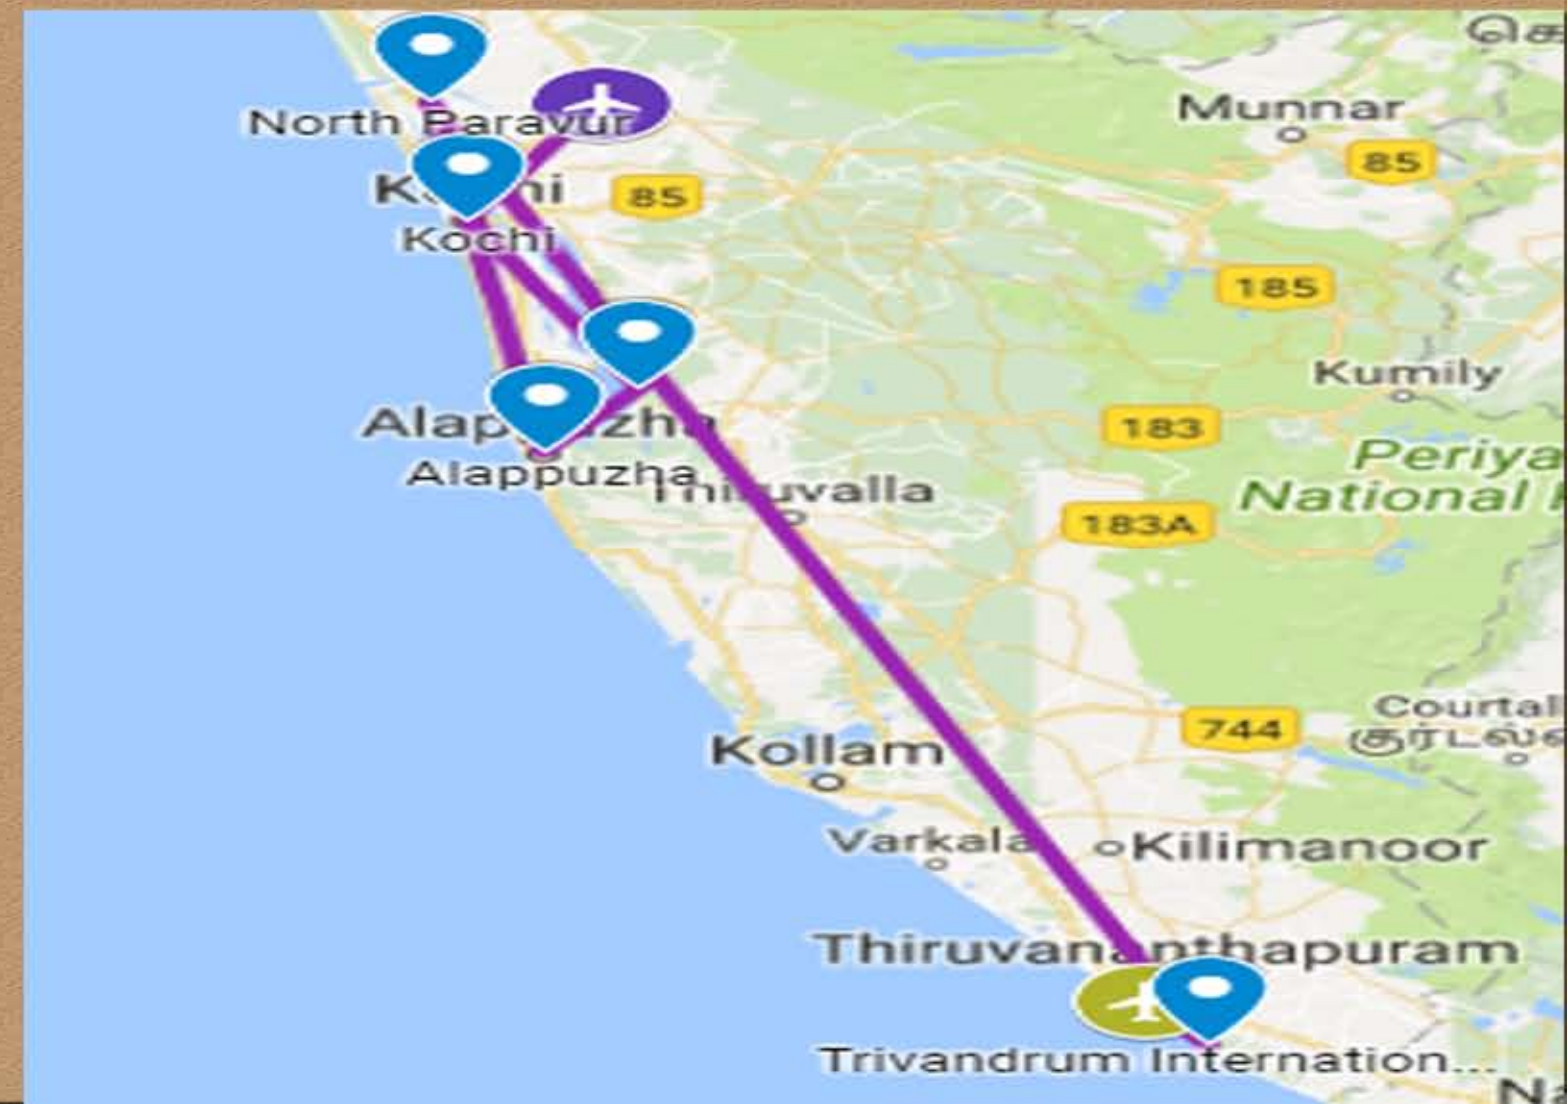 கெ
Munnar
North Paravur
85
85
Kochi
185
Kumily
183
Periya
National
Alappuzha
Thiruvalla
183A
Courtal
744
Kollam
Varkala
Kilimanoor
Thiruvananthapuram
Trivandrum Internation...